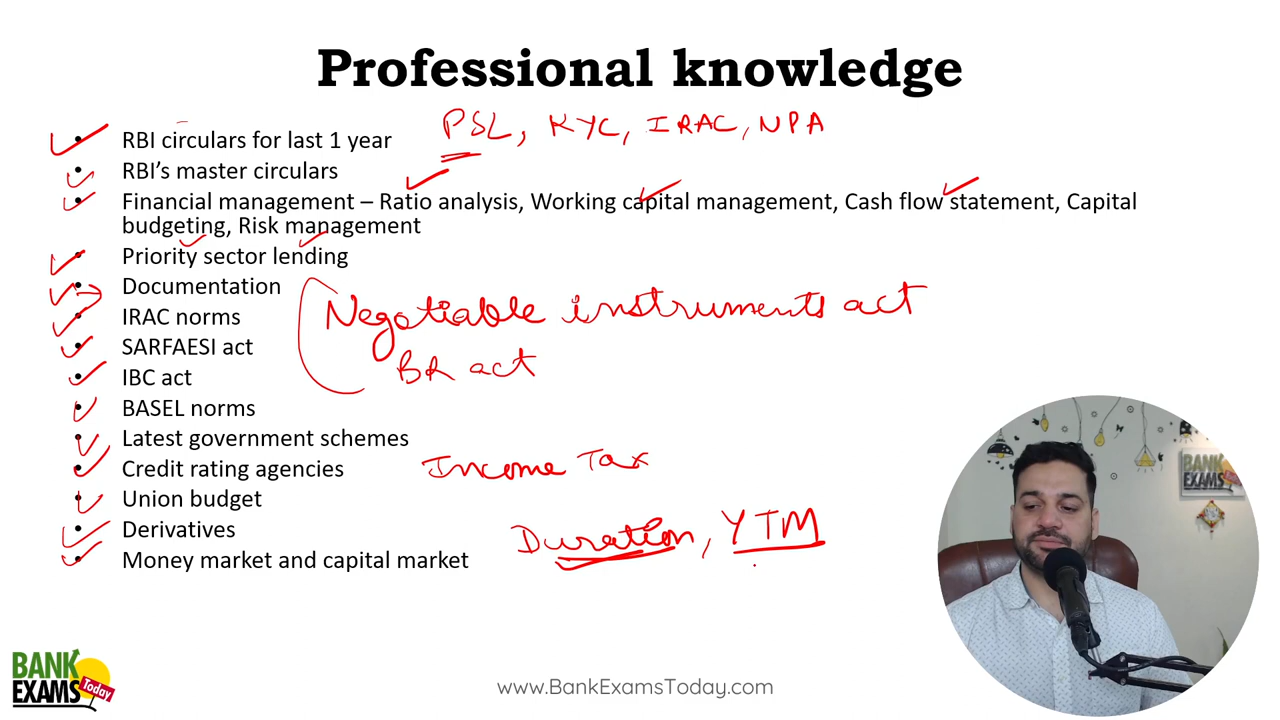 Professional knowledge
• RBI circulars for last 1 year
PSL, KYC, IRAC, NPA
• RBI's master circulars
• Financial management – Ratio analysis, Working capital management, Cash flow statement, Capital
budgeting, Risk management
• Priority sector lending
• Documentation
Negotiable instruments act
• IRAC norms
• SARFAESI act
BR act
• IBC act
• BASEL norms
• Latest government schemes
• Credit rating agencies
Income Tax
• Union budget
• Derivatives
Duration, YTM
• Money market and capital market
BANK
EXAMS
Today
www.BankExamsToday.com
BANK
EXAMS